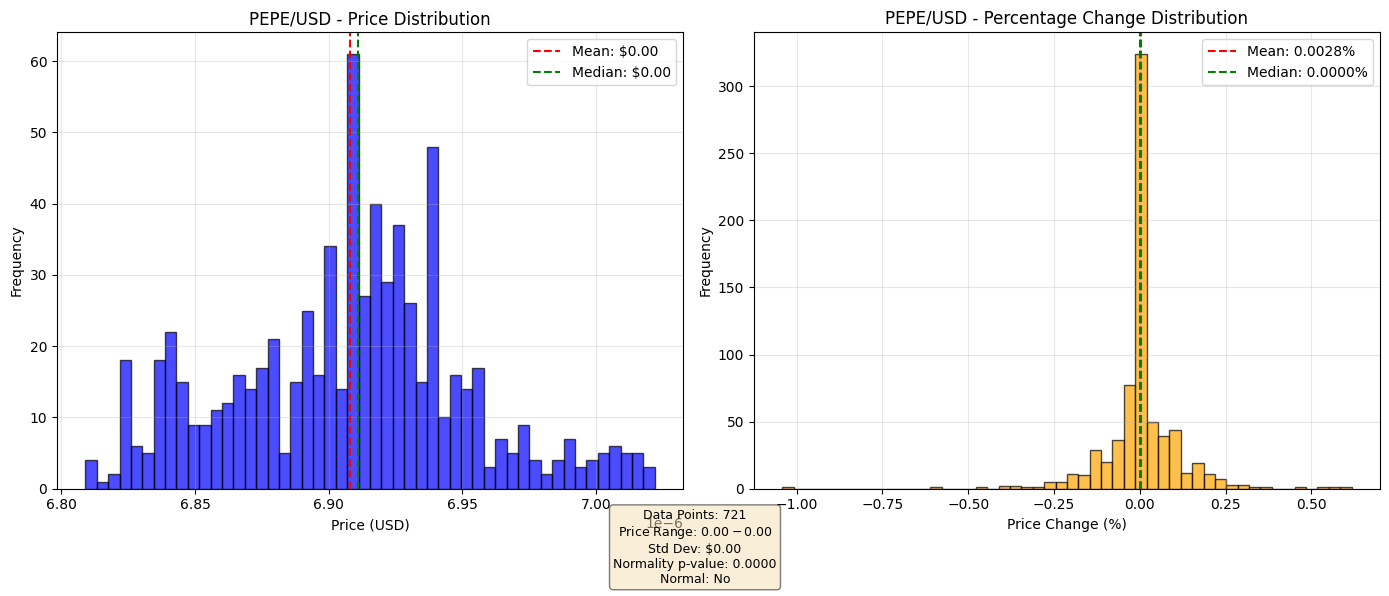 PEPE/USD - Price Distribution
Frequency
60
50
40
30
20
10
0
Mean: $0.00
Median: $0.00
6.80
6.85
6.90
6.95
7.00
1e−6
Price (USD)
PEPE/USD - Percentage Change Distribution
Frequency
300
250
200
150
100
50
0
Mean: 0.0028%
Median: 0.0000%
−1.00
−0.75
−0.50
−0.25
0.00
0.25
0.50
Price Change (%)
Data Points: 721
Price Range: 0.00 − 0.00
Std Dev: $0.00
Normality p-value: 0.0000
Normal: No